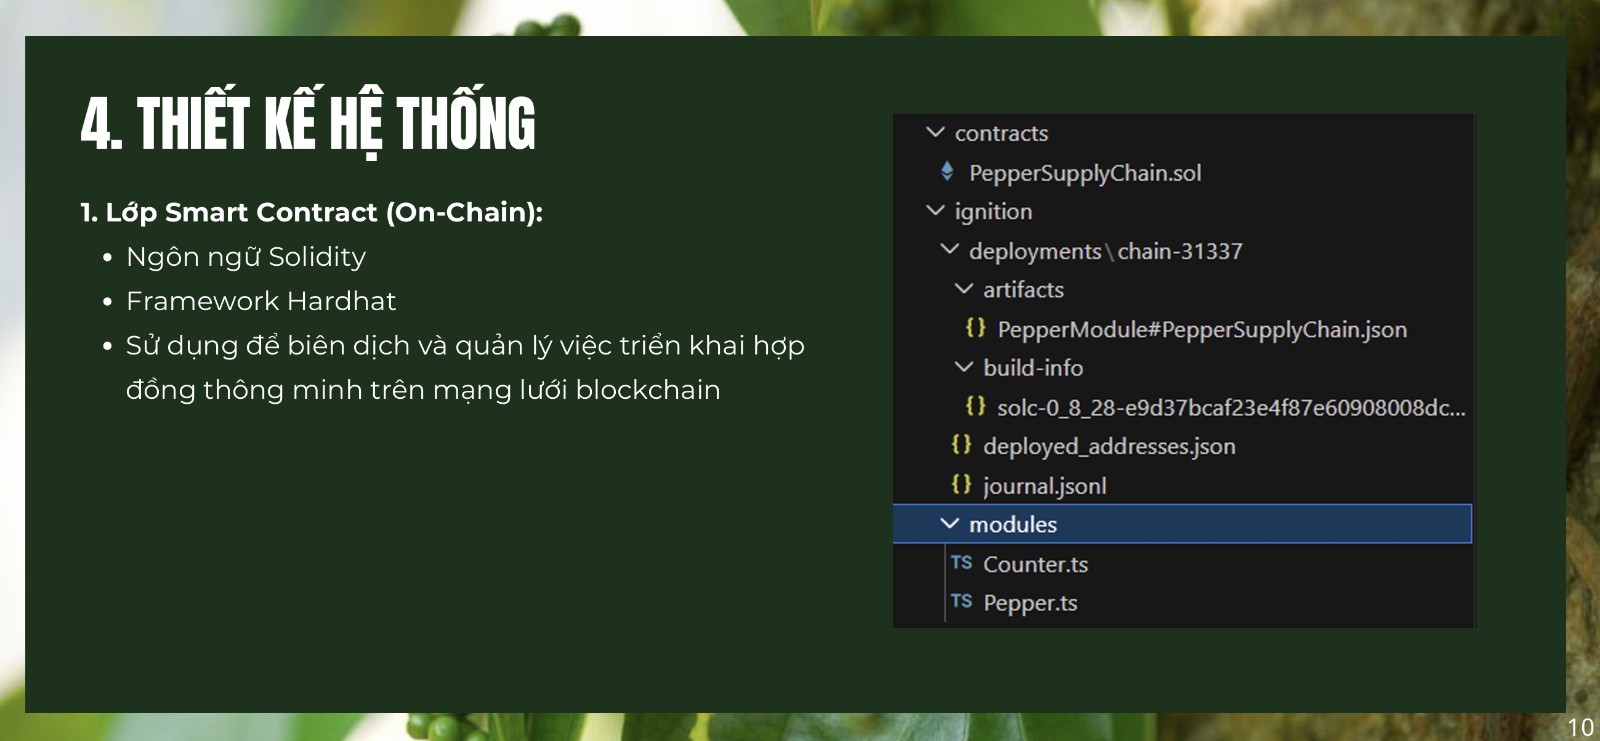 4. THIẾT KẾ HỆ THỐNG
1. Lớp Smart Contract (On-Chain):
• Ngôn ngữ Solidity
• Framework Hardhat
• Sử dụng để biên dịch và quản lý việc triển khai hợp
đồng thông minh trên mạng lưới blockchain
contracts
PepperSupplyChain.sol
ignition
deployments\chain-31337
artifacts
{} PepperModule#PepperSupplyChain.json
build-info
{} solc-0_8_28-e9d37bcaf23e4f87e60908008dc...
{} deployed_addresses.json
{} journal.jsonl
modules
TS Counter.ts
TS Pepper.ts
10